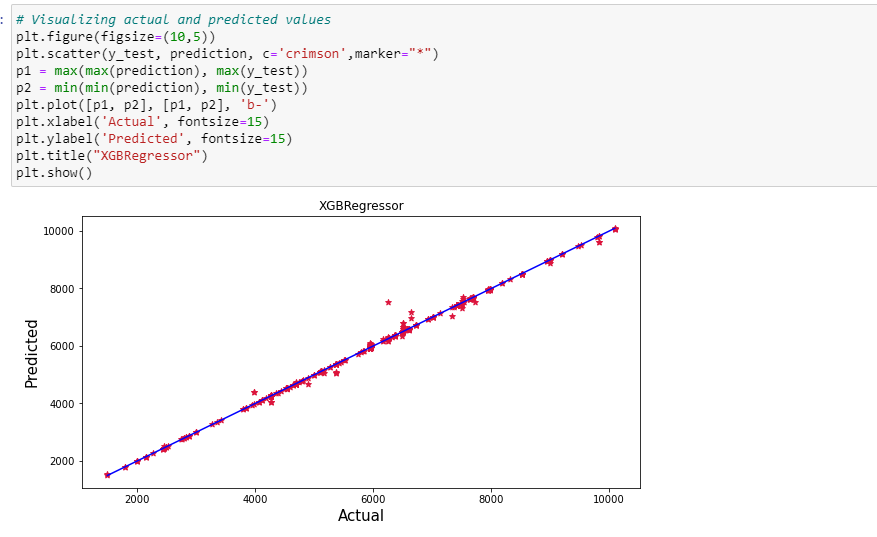 :
# Visualizing actual and predicted values
plt.figure(figsize=(10,5))
plt.scatter(y_test, prediction, c='crimson',marker="*")
p1 = max(max(prediction), max(y_test))
p2 = min(min(prediction), min(y_test))
plt.plot([p1, p2], [p1, p2], 'b-')
plt.xlabel('Actual', fontsize=15)
plt.ylabel('Predicted', fontsize=15)
plt.title("XGBRegressor")
plt.show()
XGBRegressor
10000
8000
6000
4000
2000
Predicted
2000 4000 6000 8000 10000
Actual